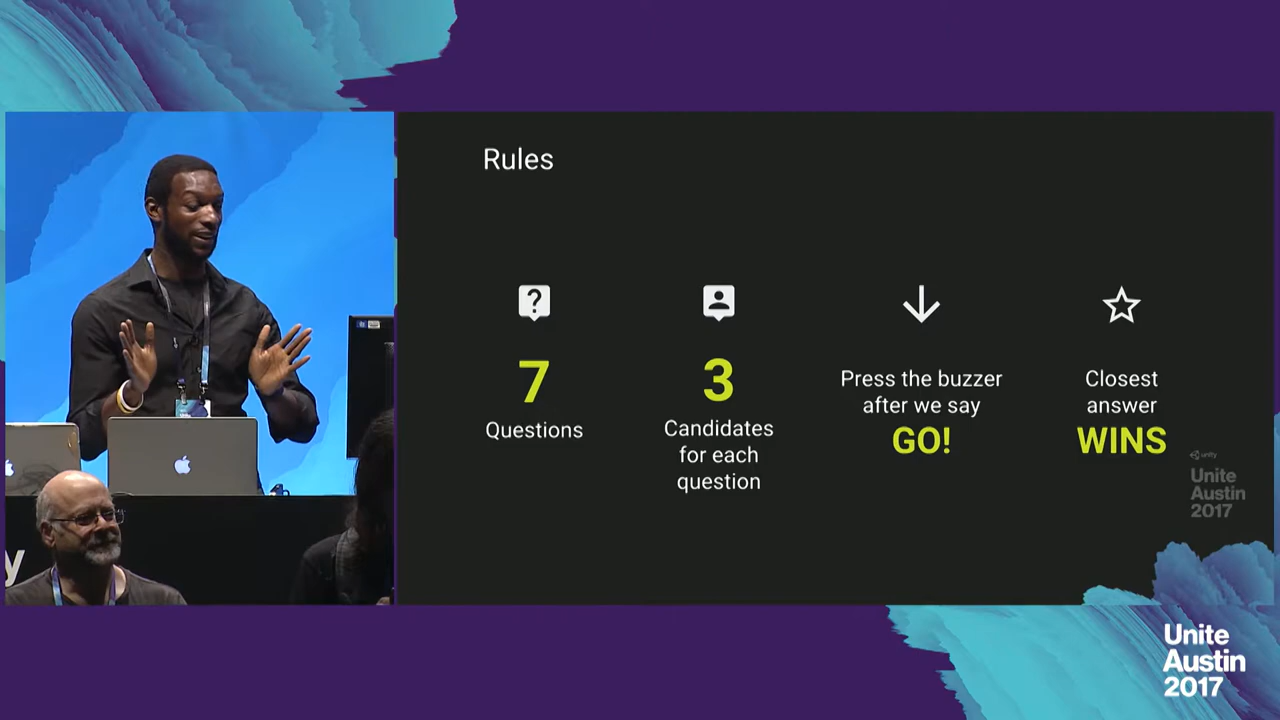 Rules
?
7
Questions
3
Candidates
for each
question
Press the buzzer
after we say
GO!
Closest
answer
WINS
unity
Unite
Austin
2017
y
Unite
Austin
2017